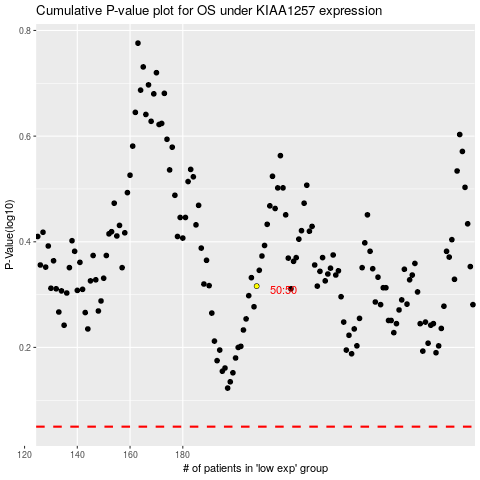 Cumulative P-value plot for OS under KIAA1257 expression
P-Value(log10)
0.8
0.6
0.4
0.2
50:50
120 140 160 180
# of patients in 'low exp' group